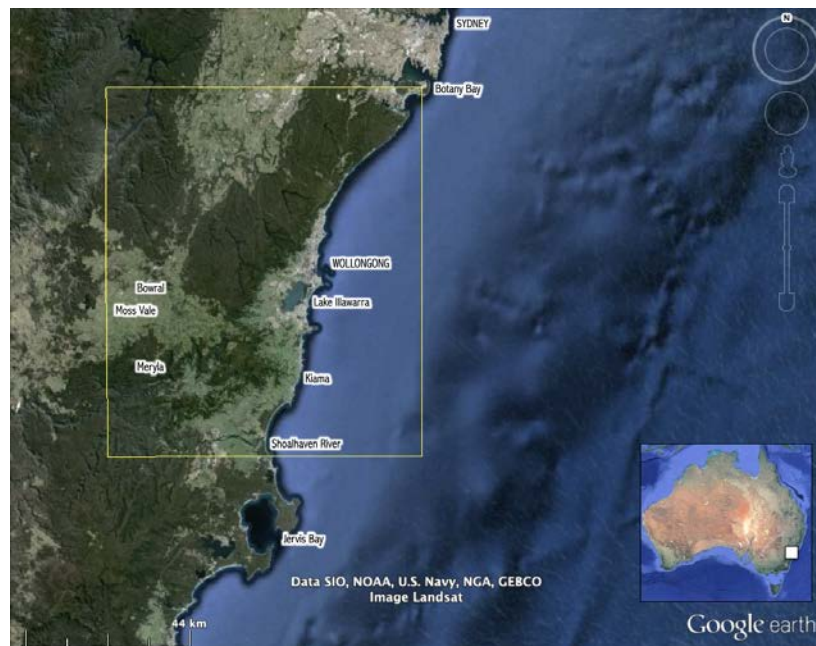 SYDNEY
N
Botany Bay
WOLLONGONG
Bowral
Lake Illawarra
Moss Vale
Meryla
Kiama
Shoalhaven River
Jervis Bay
Data SIO, NOAA, U.S. Navy, NGA, GEBCO
Image Landsat
44 km
Google earth